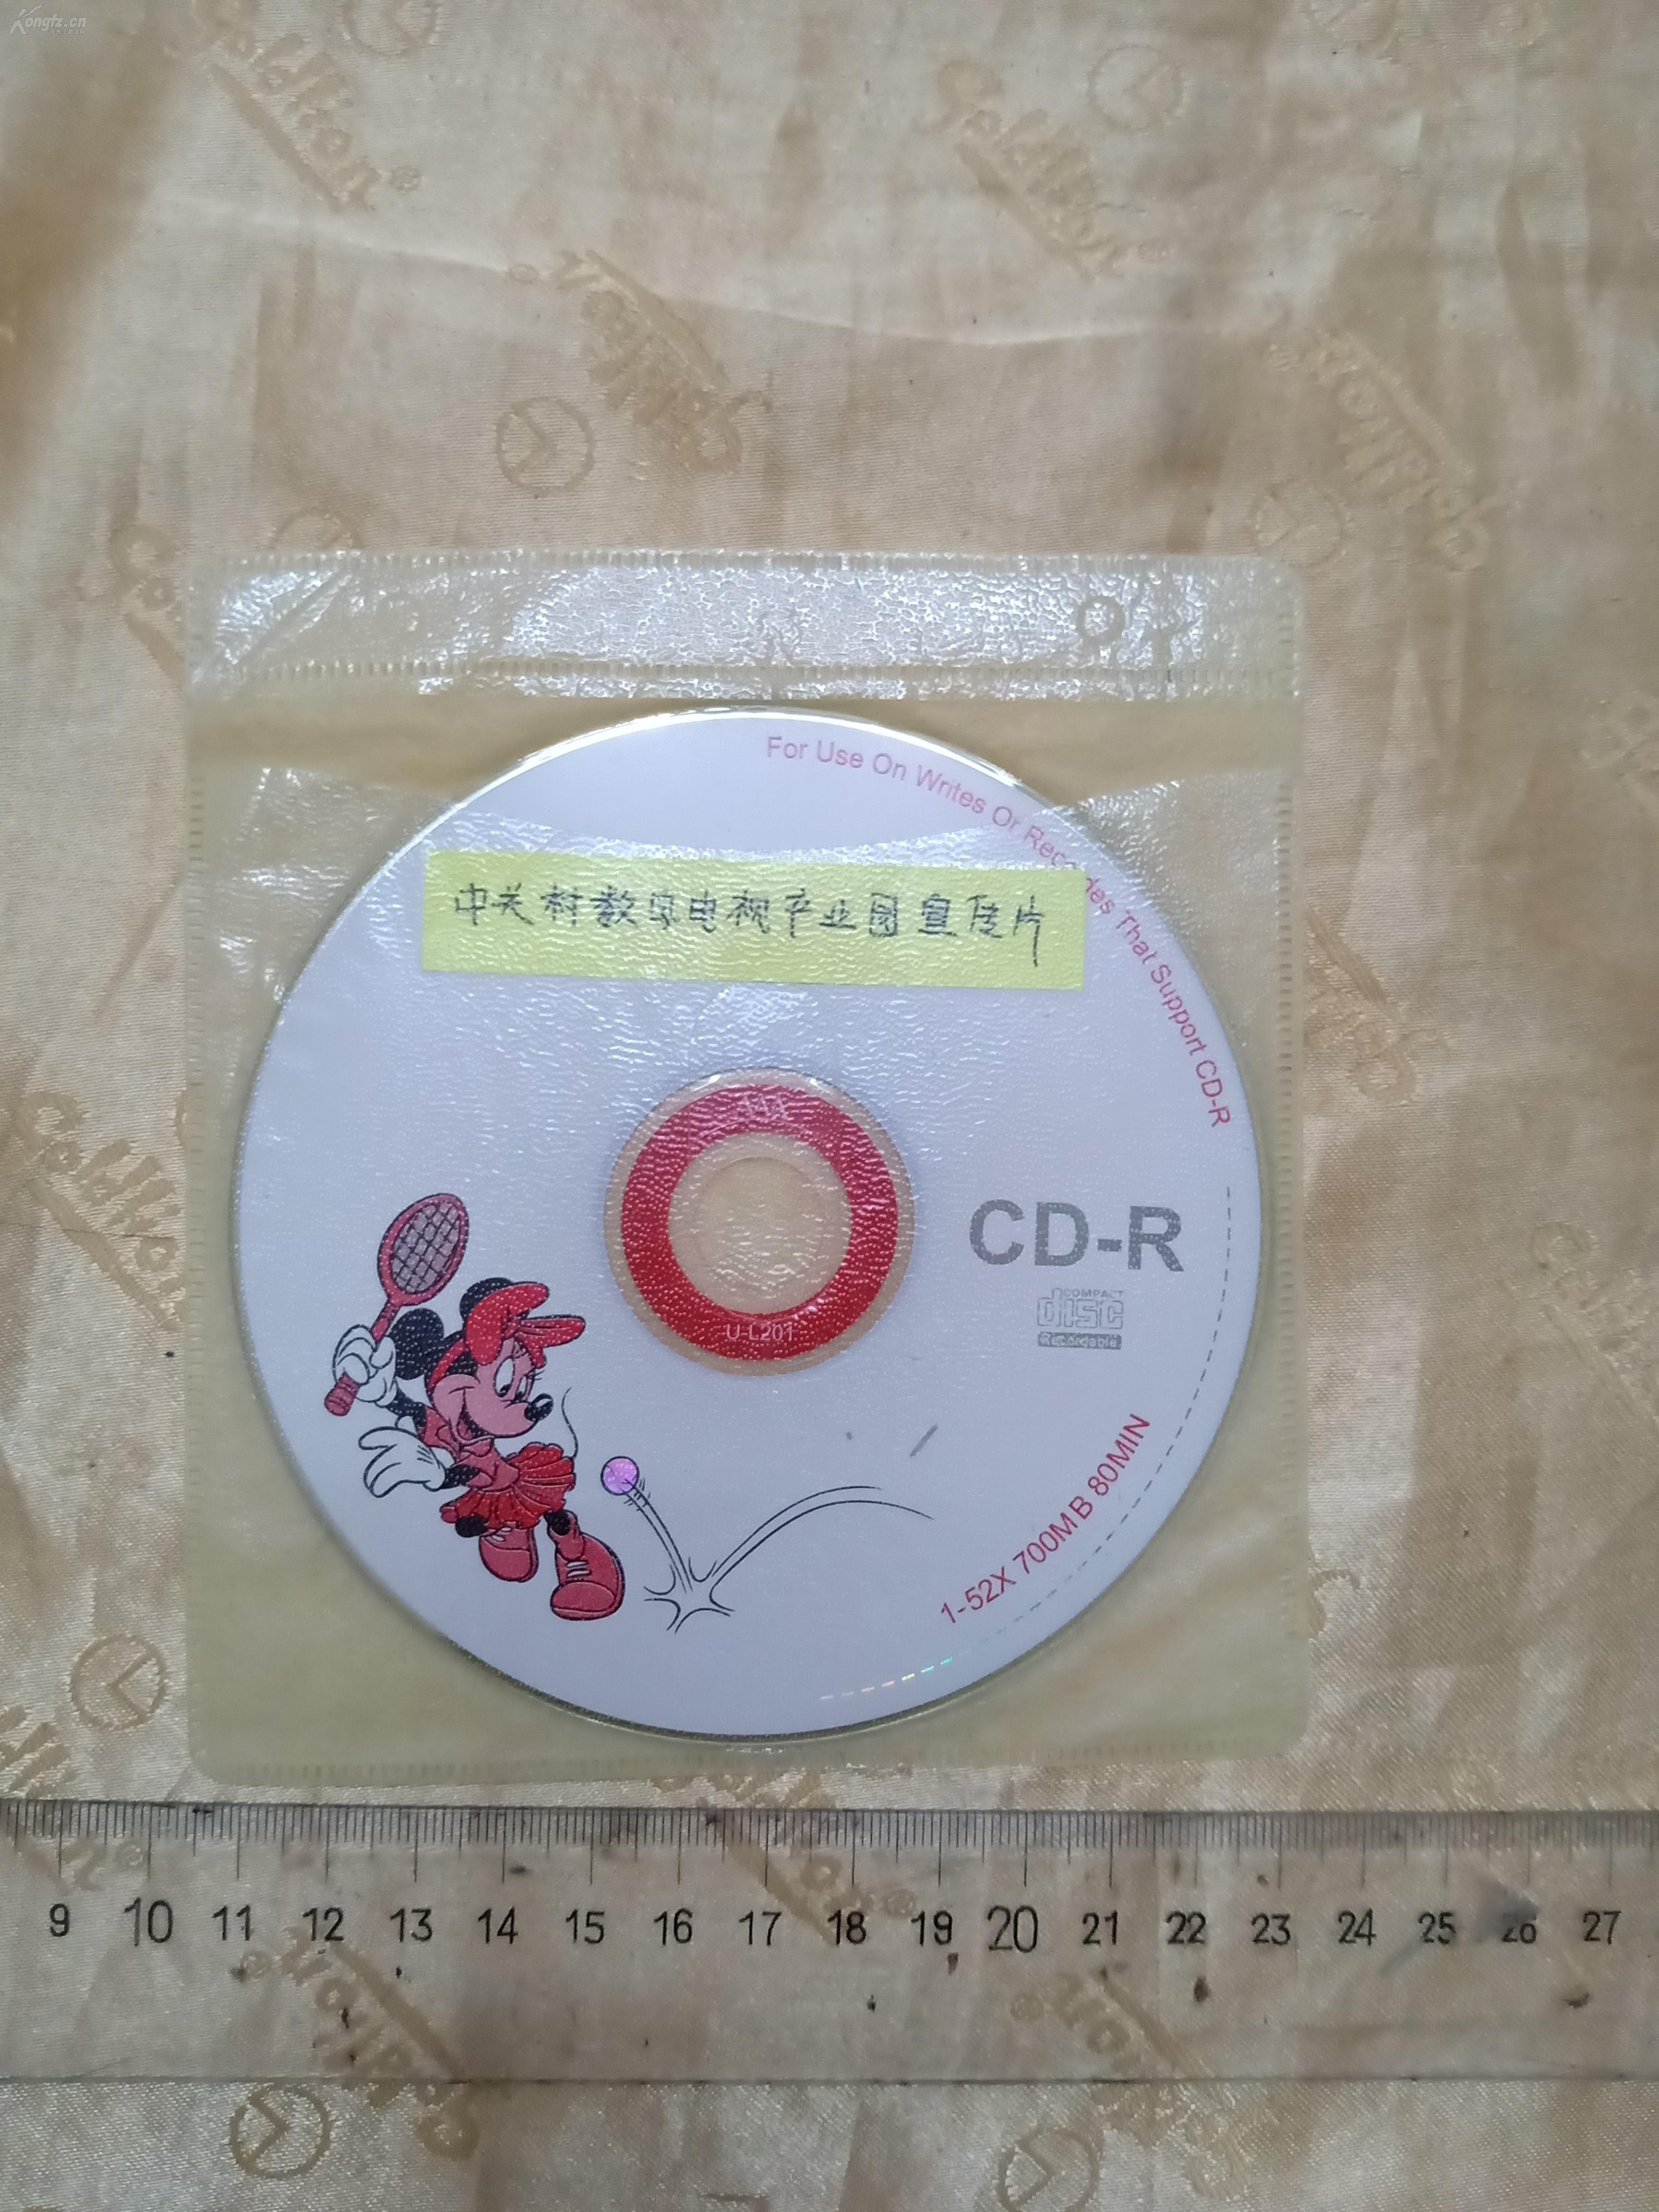 Kongfz.cn
For Use On Writes Or Recordes That Support CD-R
中关村数字电视产业园宣传片
CD-R
COMPACT
disc
Recordable
U-L201
1-52X 700MB 80MIN
9 10 11 12 13 14 15 16 17 18 19 20 21 22 23 24 25 26 27